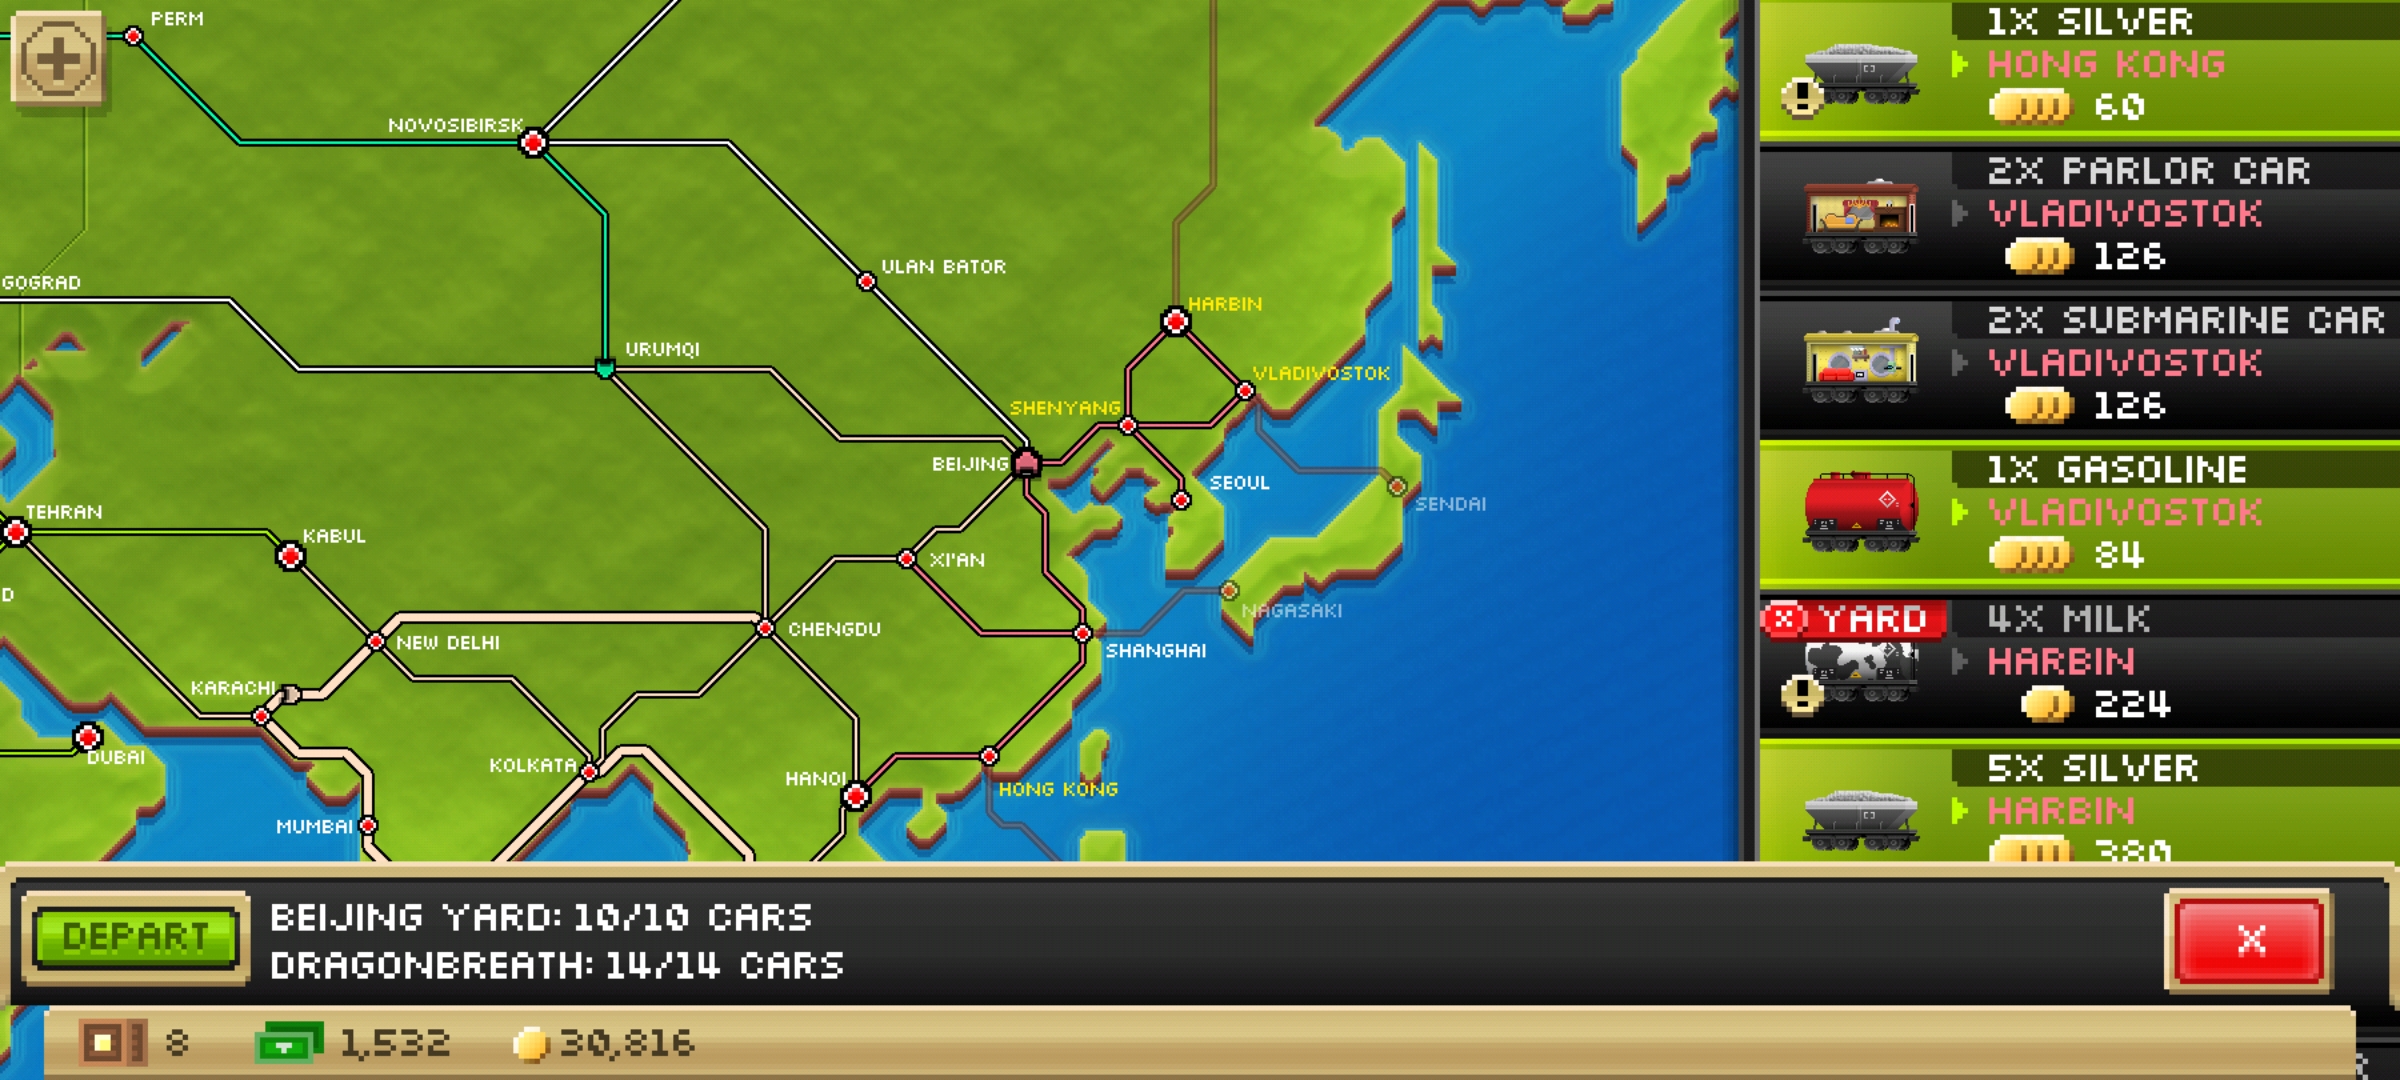 PERM
NOVOSIBIRSK
ULAN BATOR
GOGRAD
HARBIN
URUMQI
VLADIVOSTOK
SHENYANG
BEIJING
SEOUL
SENDAI
TEHRAN
KABUL
XI'AN
D
NAGASAKI
CHENGDU
NEW DELHI
SHANGHAI
KARACHI
DUBAI
KOLKATA
HANOI
HONG KONG
MUMBAI
1X SILVER
HONG KONG
60
2X PARLOR CAR
VLADIVOSTOK
126
2X SUBMARINE CAR
VLADIVOSTOK
126
1X GASOLINE
VLADIVOSTOK
84
X YARD
4X MILK
HARBIN
224
5X SILVER
HARBIN
380
DEPART
BEIJING YARD: 10/10 CARS
DRAGONBREATH: 14/14 CARS
X
8
1,532
30,816